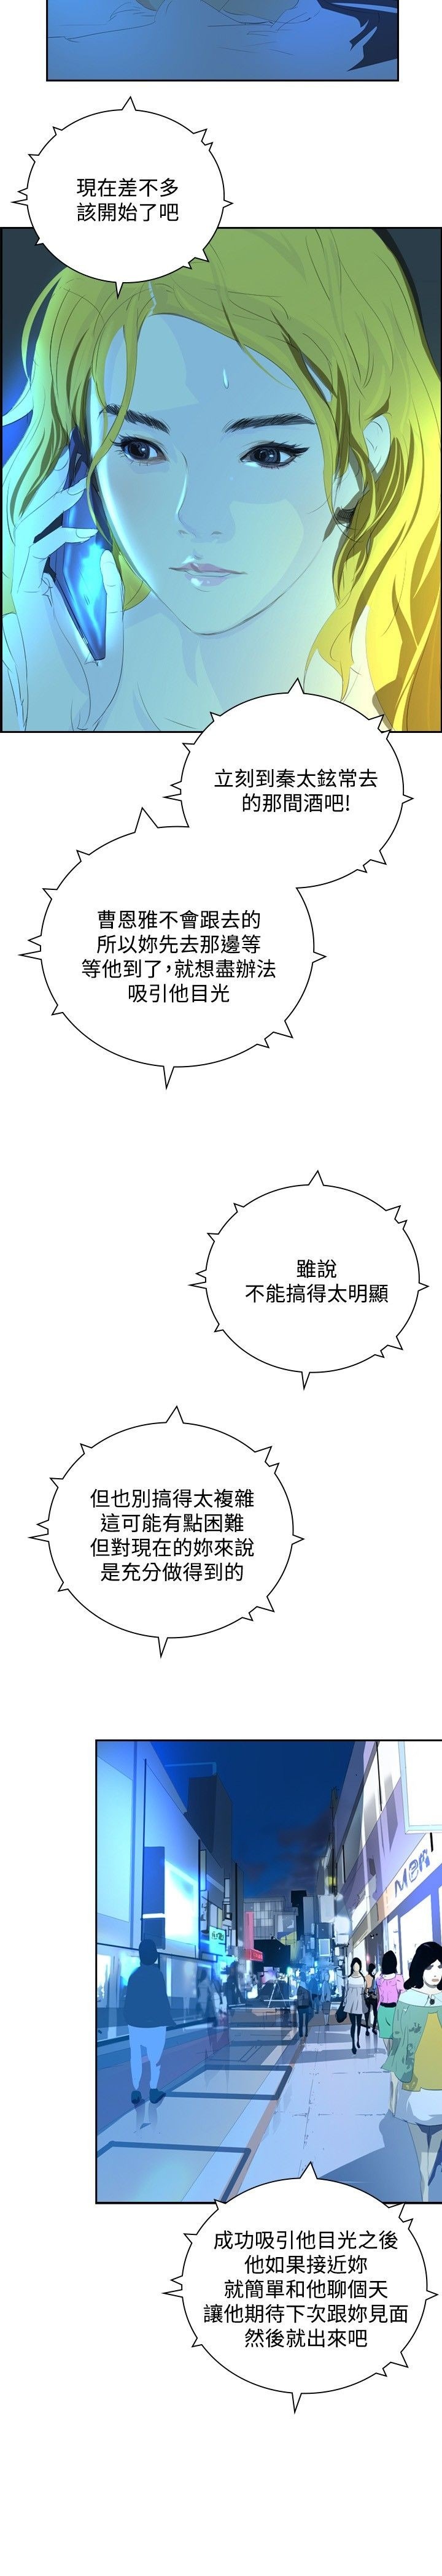 現在差不多
該開始了吧
立刻到秦太鉉常去
的那間酒吧!
曹恩雅不會跟去的
所以妳先去那邊等
等他到了,就想盡辦法
吸引他目光
雖說
不能搞得太明顯
但也別搞得太複雜
這可能有點困難
但對現在的妳來說
是充分做得到的
成功吸引他目光之後
他如果接近妳
就簡單和他聊個天
讓他期待下次跟妳見面
然後就出來吧